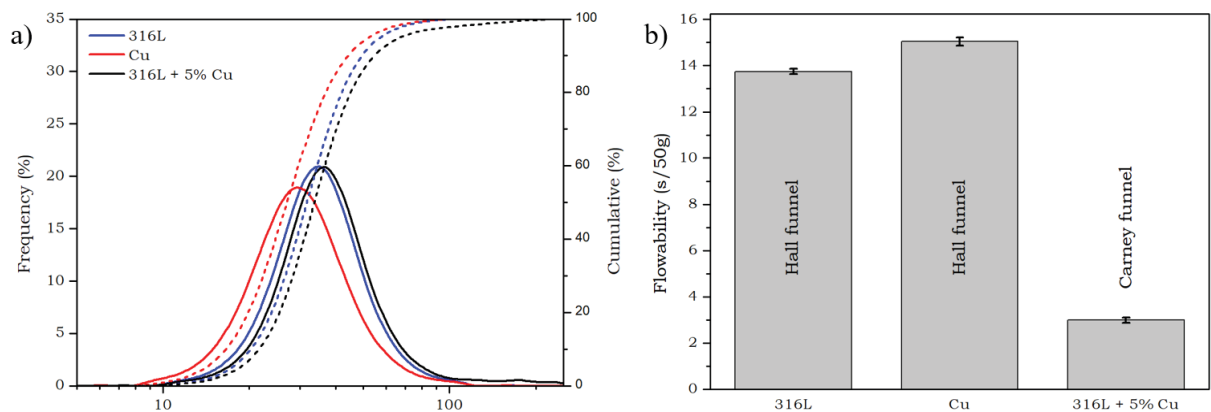 a)
316L
Cu
316L + 5% Cu
Frequency (%)
35
30
25
20
15
10
5
0
Cumulative (%)
100
80
60
40
20
0
10
100
b)
Flowability (s/50g)
16
14
12
10
8
6
4
2
0
Hall funnel
Hall funnel
Carney funnel
316L
Cu
316L + 5% Cu